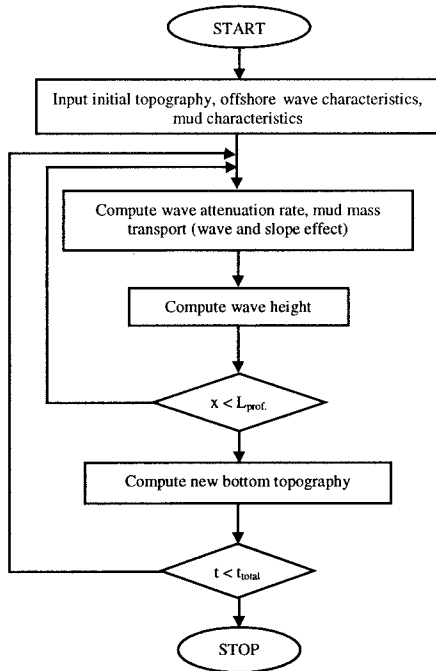 START
Input initial topography, offshore wave characteristics,
mud characteristics
Compute wave attenuation rate, mud mass
transport (wave and slope effect)
Compute wave height
x < Lprof.
Compute new bottom topography
t < ttotal
STOP